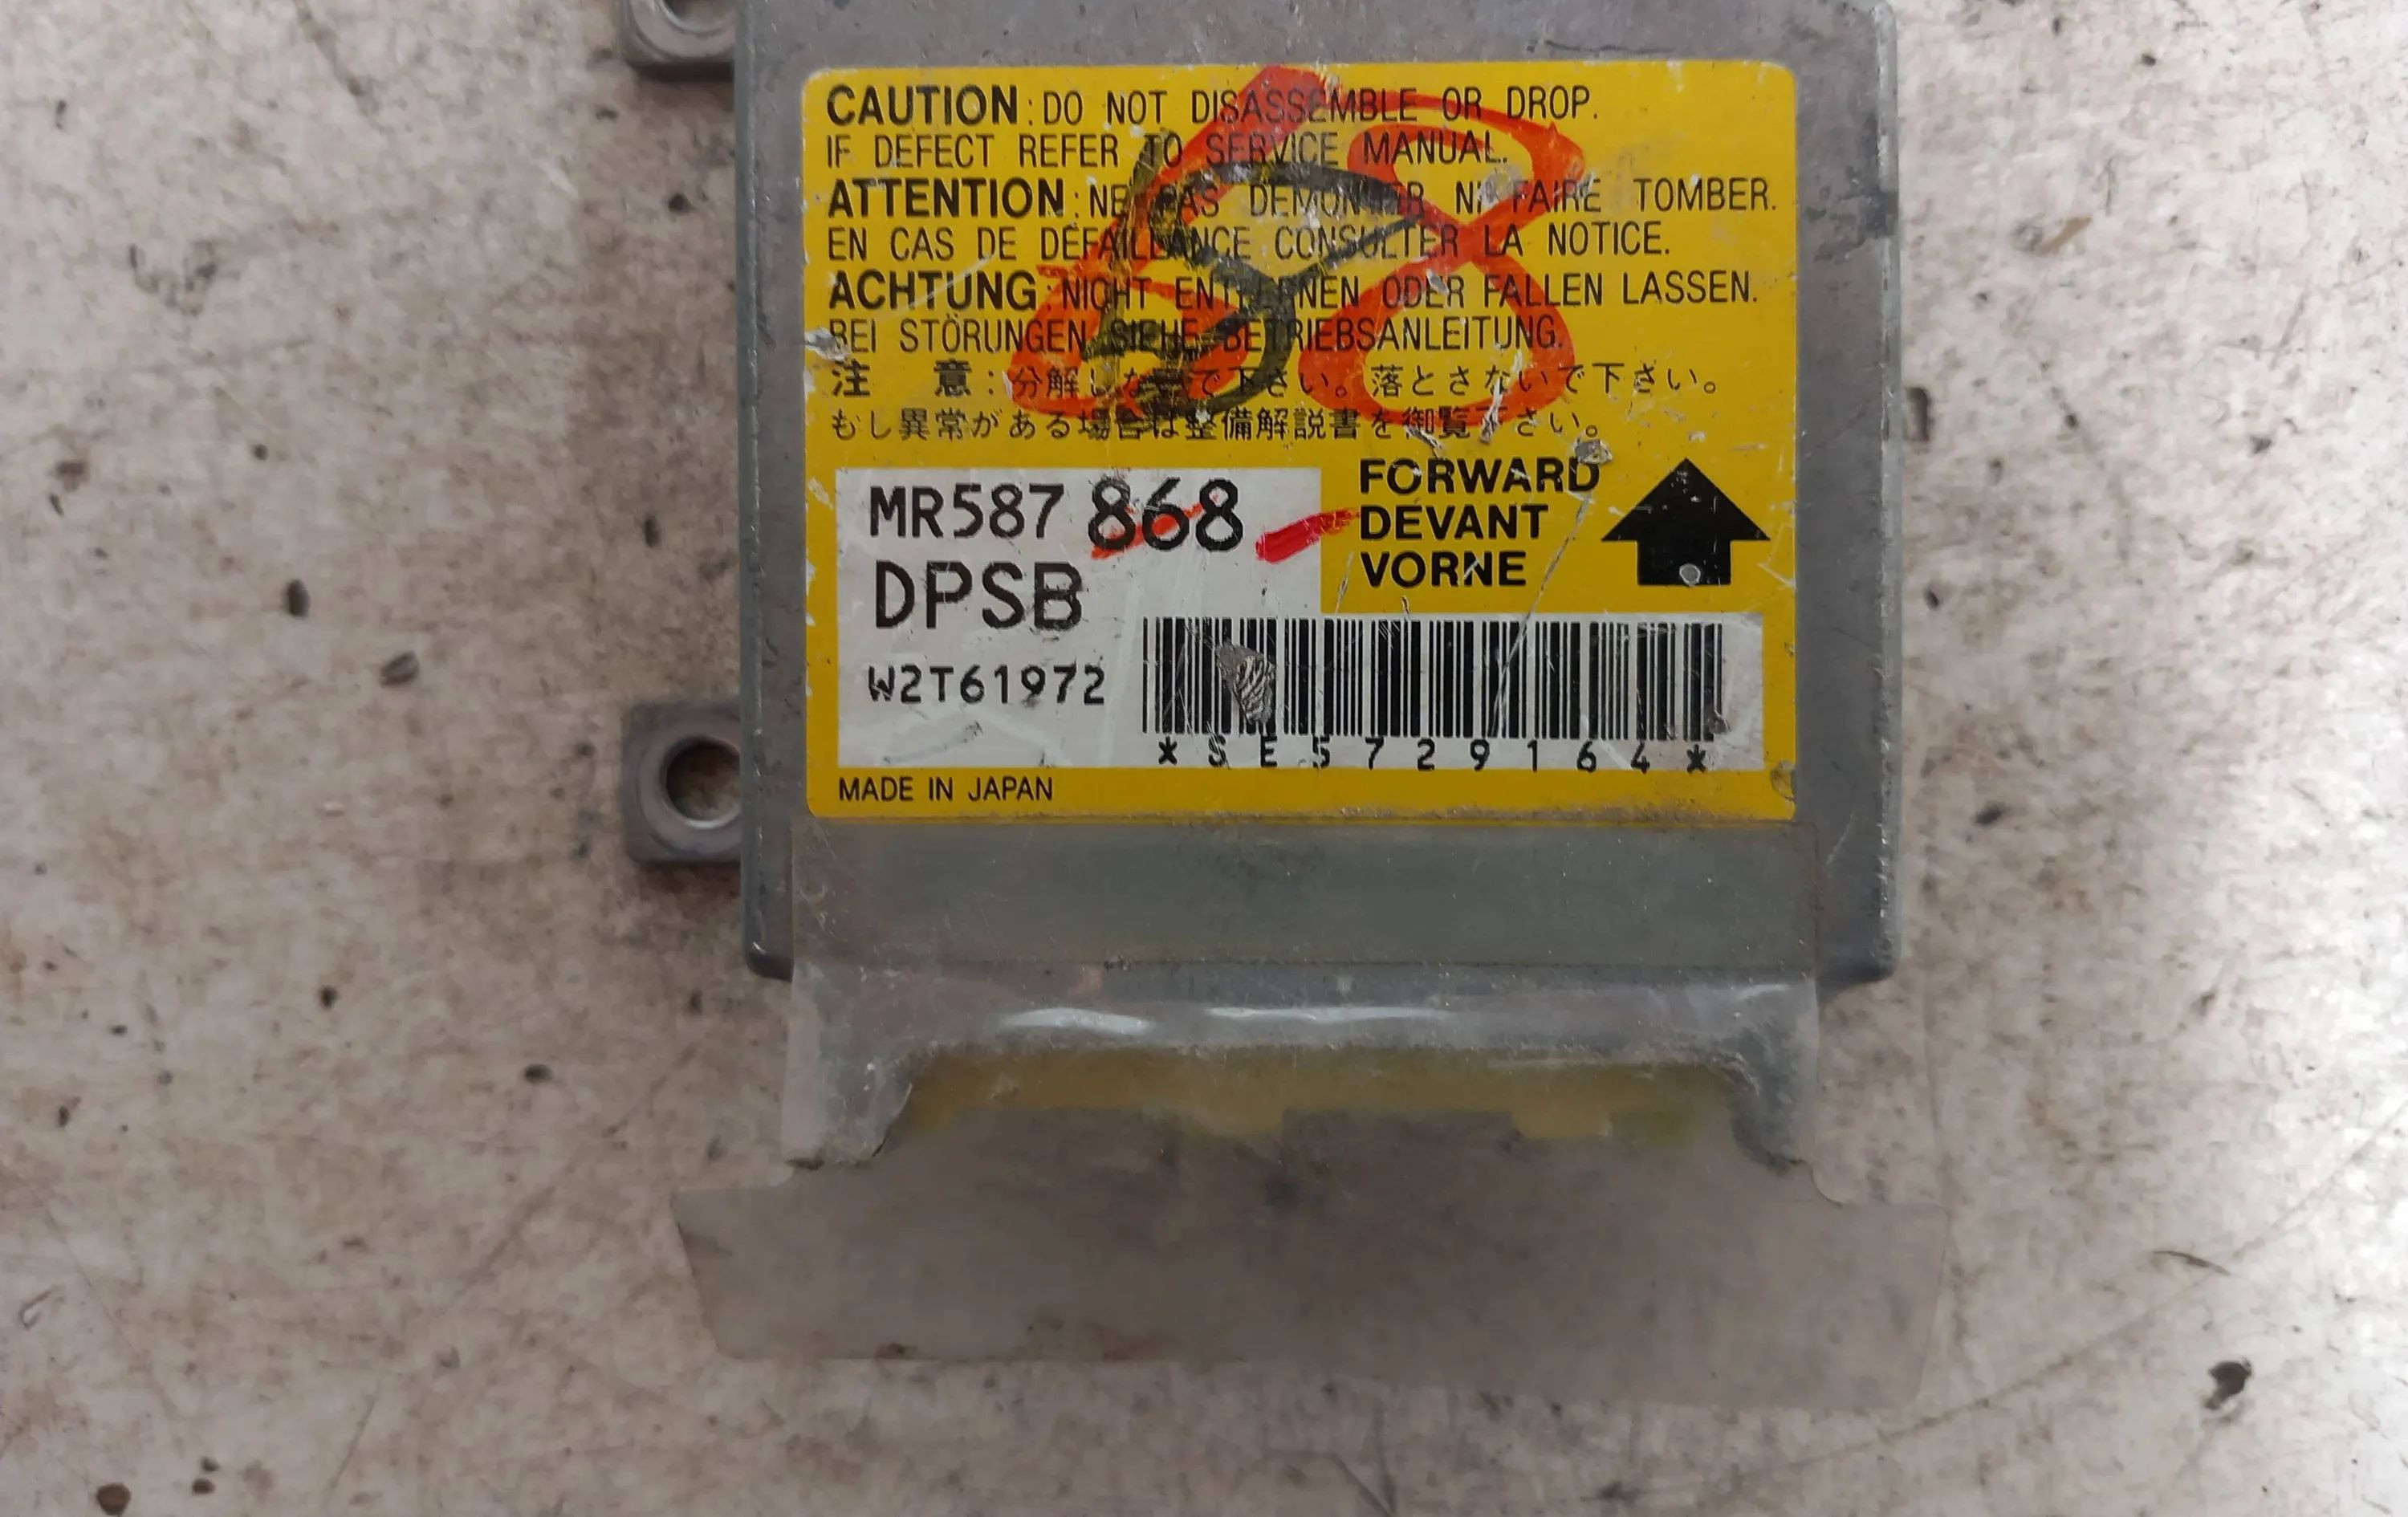 CAUTION: DO NOT DISASSEMBLE OR DROP.
IF DEFECT REFER TO SERVICE MANUAL.
ATTENTION: NE PAS DEMONTER NI FAIRE TOMBER.
EN CAS DE DÉFAILLANCE CONSULTER LA NOTICE.
ACHTUNG: NICHT ENTFERNEN ODER FALLEN LASSEN.
BEI STÖRUNGEN SIEHE BETRIEBSANLEITUNG.
注 意: 分解しないで下さい。落とさないで下さい。
もし異常がある場合は整備解説書を御覧下さい。
MR587868
DPSB
W2T61972
FORWARD
DEVANT
VORNE
*SE5729164*
MADE IN JAPAN